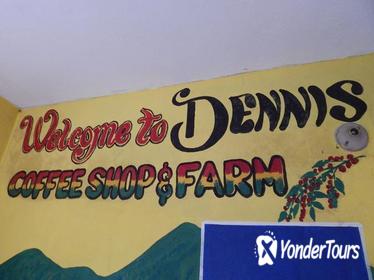 Welcome to DENNIS
COFFEE SHOP & FARM
YonderTours